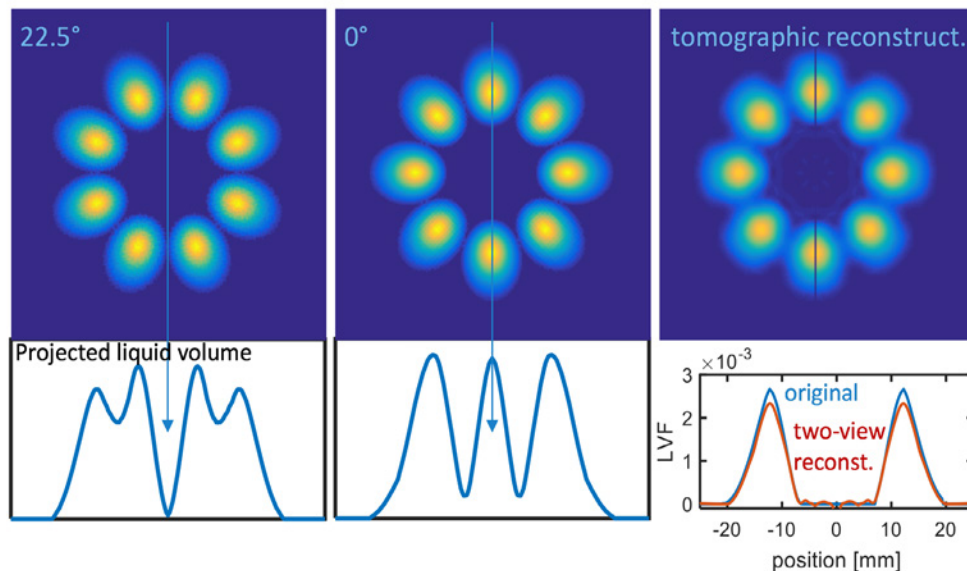 22.5°
0°
tomographic reconstruct.
Projected liquid volume
×10⁻³
3
2
1
0
LVF
original
two-view
reconst.
-20 -10 0 10 20
position [mm]